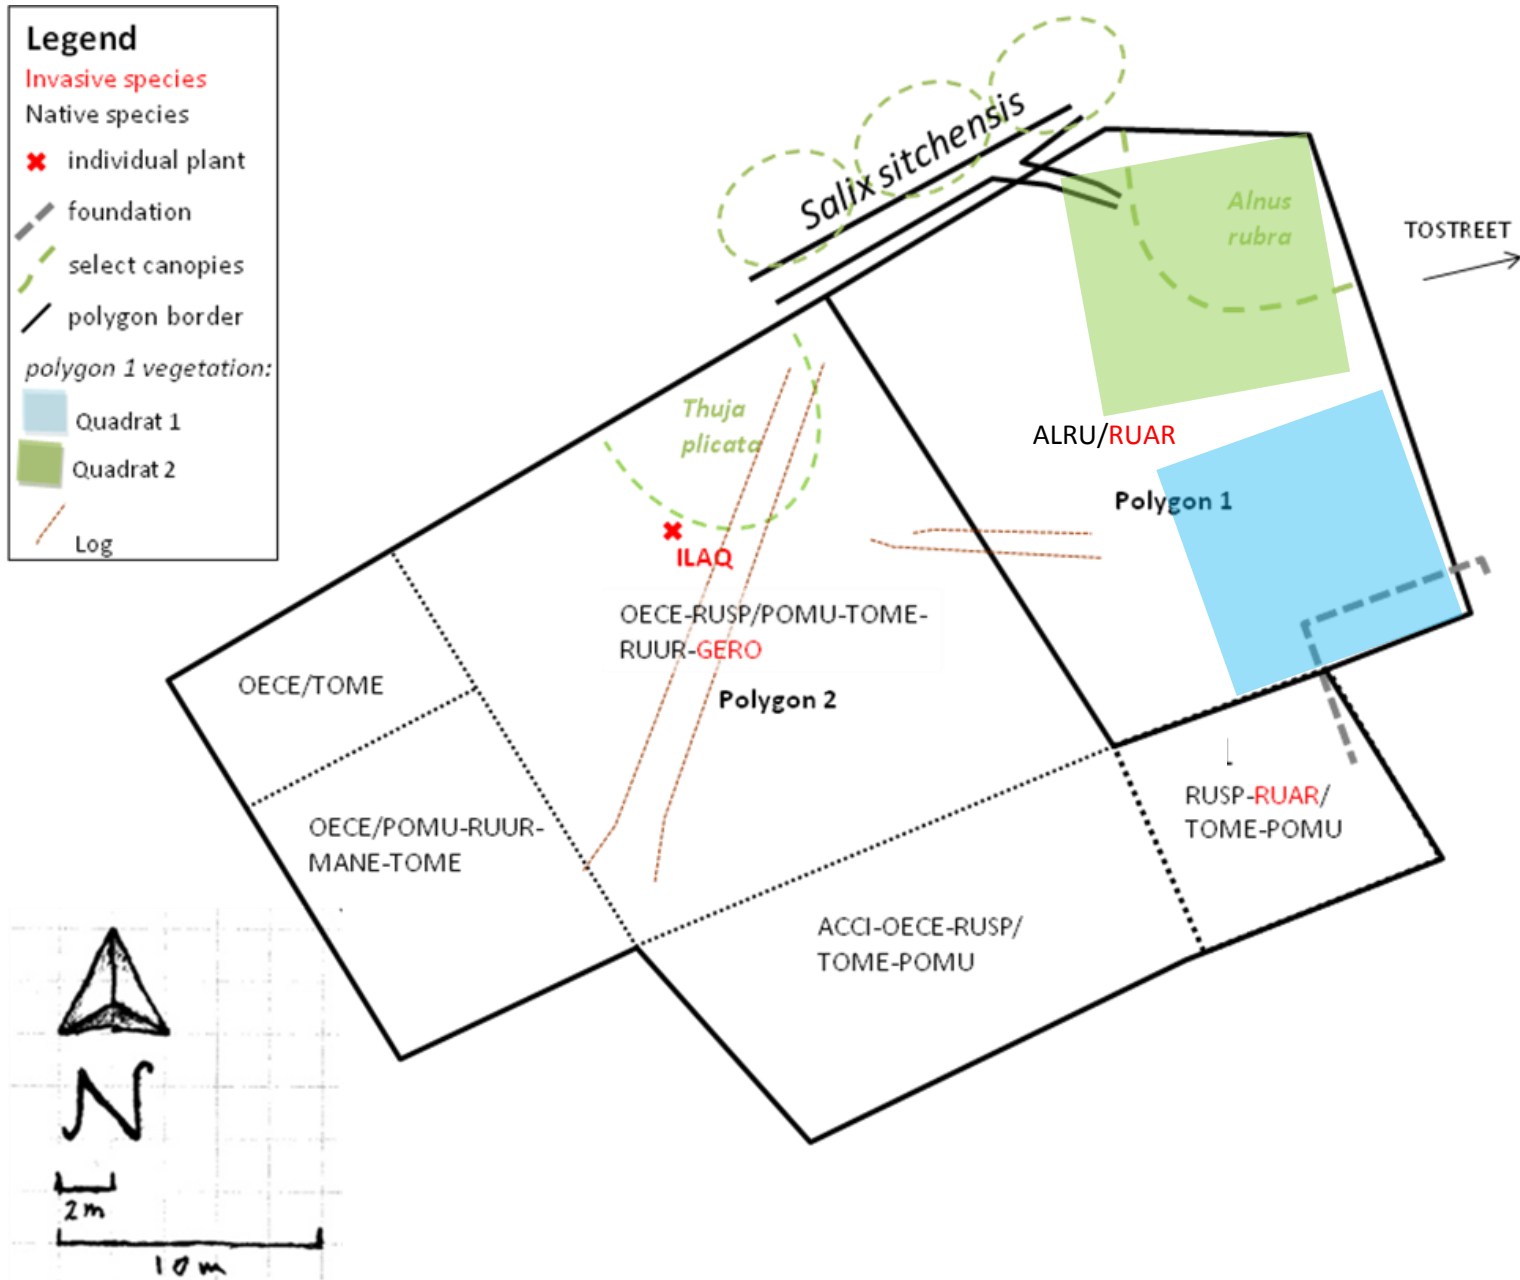 Legend
Invasive species
Native species
individual plant
foundation
select canopies
polygon border
polygon 1 vegetation:
Quadrat 1
Quadrat 2
Log
Salix sitchensis
Alnus
rubra
TOSTREET
Thuja
plicata
ALRU/RUAR
Polygon 1
ILAQ
OECE-RUSP/POMU-TOME-
RUUR-GERO
Polygon 2
OECE/TOME
OECE/POMU-RUUR-
MANE-TOME
RUSP-RUAR/
TOME-POMU
ACCI-OECE-RUSP/
TOME-POMU
N
2m
10m